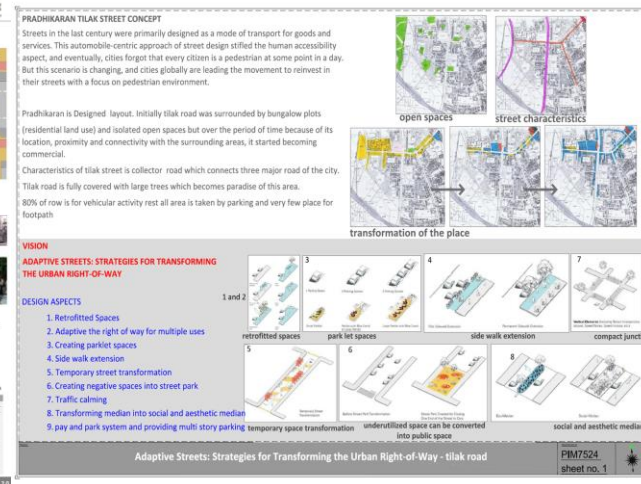 PRADHIKARAN TILAK STREET CONCEPT
Streets in the last century were primarily designed as a mode of transport for goods and
services. This automobile-centric approach of street design stifled the human accessibility
aspect, and eventually, cities forgot that every citizen is a pedestrian at some point in a day.
But this scenario is changing, and cities globally are leading the movement to reinvest in
their streets with a focus on pedestrian environment.
Pradhikaran is Designed layout. Initially tilak road was surrounded by bungalow plots
(residential land use) and isolated open spaces but over the period of time because of its
location, proximity and connectivity with the surrounding areas, it started becoming
commercial.
Characteristics of tilak street is collector road which connects three major road of the city.
Tilak road is fully covered with large trees which becomes paradise of this area.
80% of row is for vehicular activity rest all area is taken by parking and very few place for
footpath
open spaces
street characteristics
transformation of the place
VISION
ADAPTIVE STREETS: STRATEGIES FOR TRANSFORMING
THE URBAN RIGHT-OF-WAY
DESIGN ASPECTS
1. Retrofitted Spaces
2. Adaptive the right of way for multiple uses
3. Creating parklet spaces
4. Side walk extension
5. Temporary street transformation
6. Creating negative spaces into street park
7. Traffic calming
8. Transforming median into social and aesthetic median
9. pay and park system and providing multi story parking
1 and 2
retrofitted spaces
3
park let spaces
4
side walk extension
7
compact junct
5
temporary space transformation
6
underutilized space can be converted
into public space
8
social and aesthetic median
Adaptive Streets: Strategies for Transforming the Urban Right-of-Way - tilak road
PIM7524
sheet no. 1